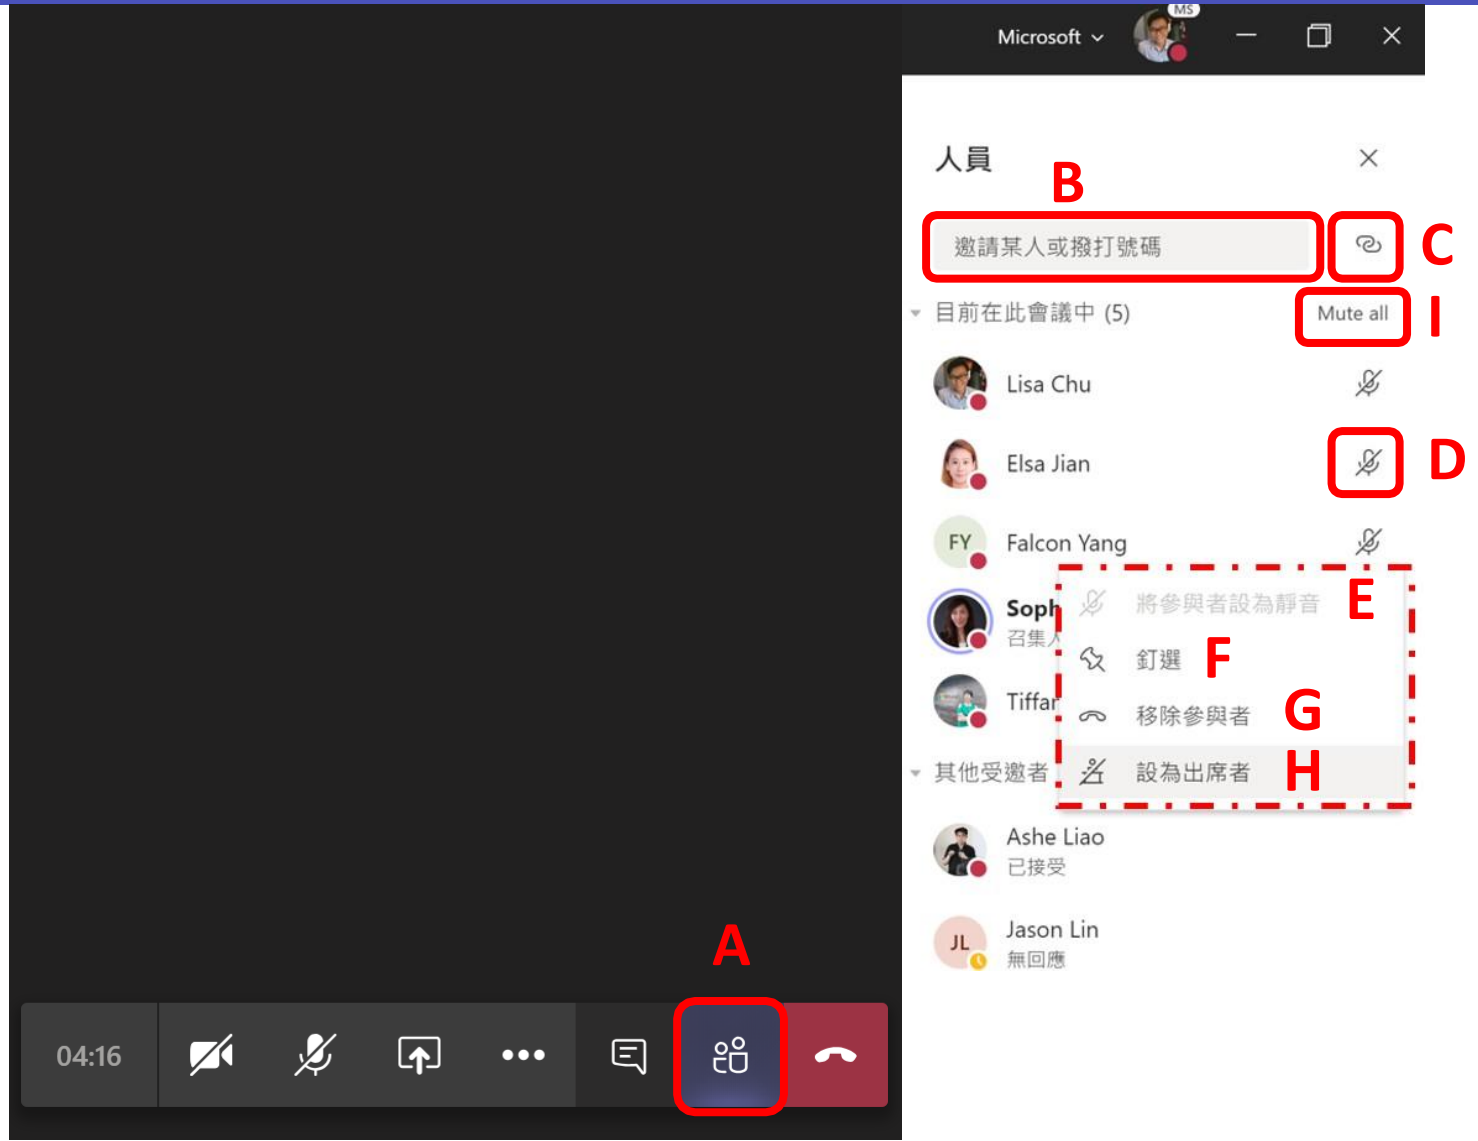 MS
Microsoft
人員
B
邀請某人或撥打號碼
C
目前在此會議中 (5)
Mute all
I
Lisa Chu
Elsa Jian
D
FY
Falcon Yang
將參與者設為靜音
E
Soph
召集人
釘選
F
Tiffar
移除參與者
G
其他受邀者
設為出席者
H
Ashe Liao
已接受
JL
Jason Lin
無回應
A
04:16